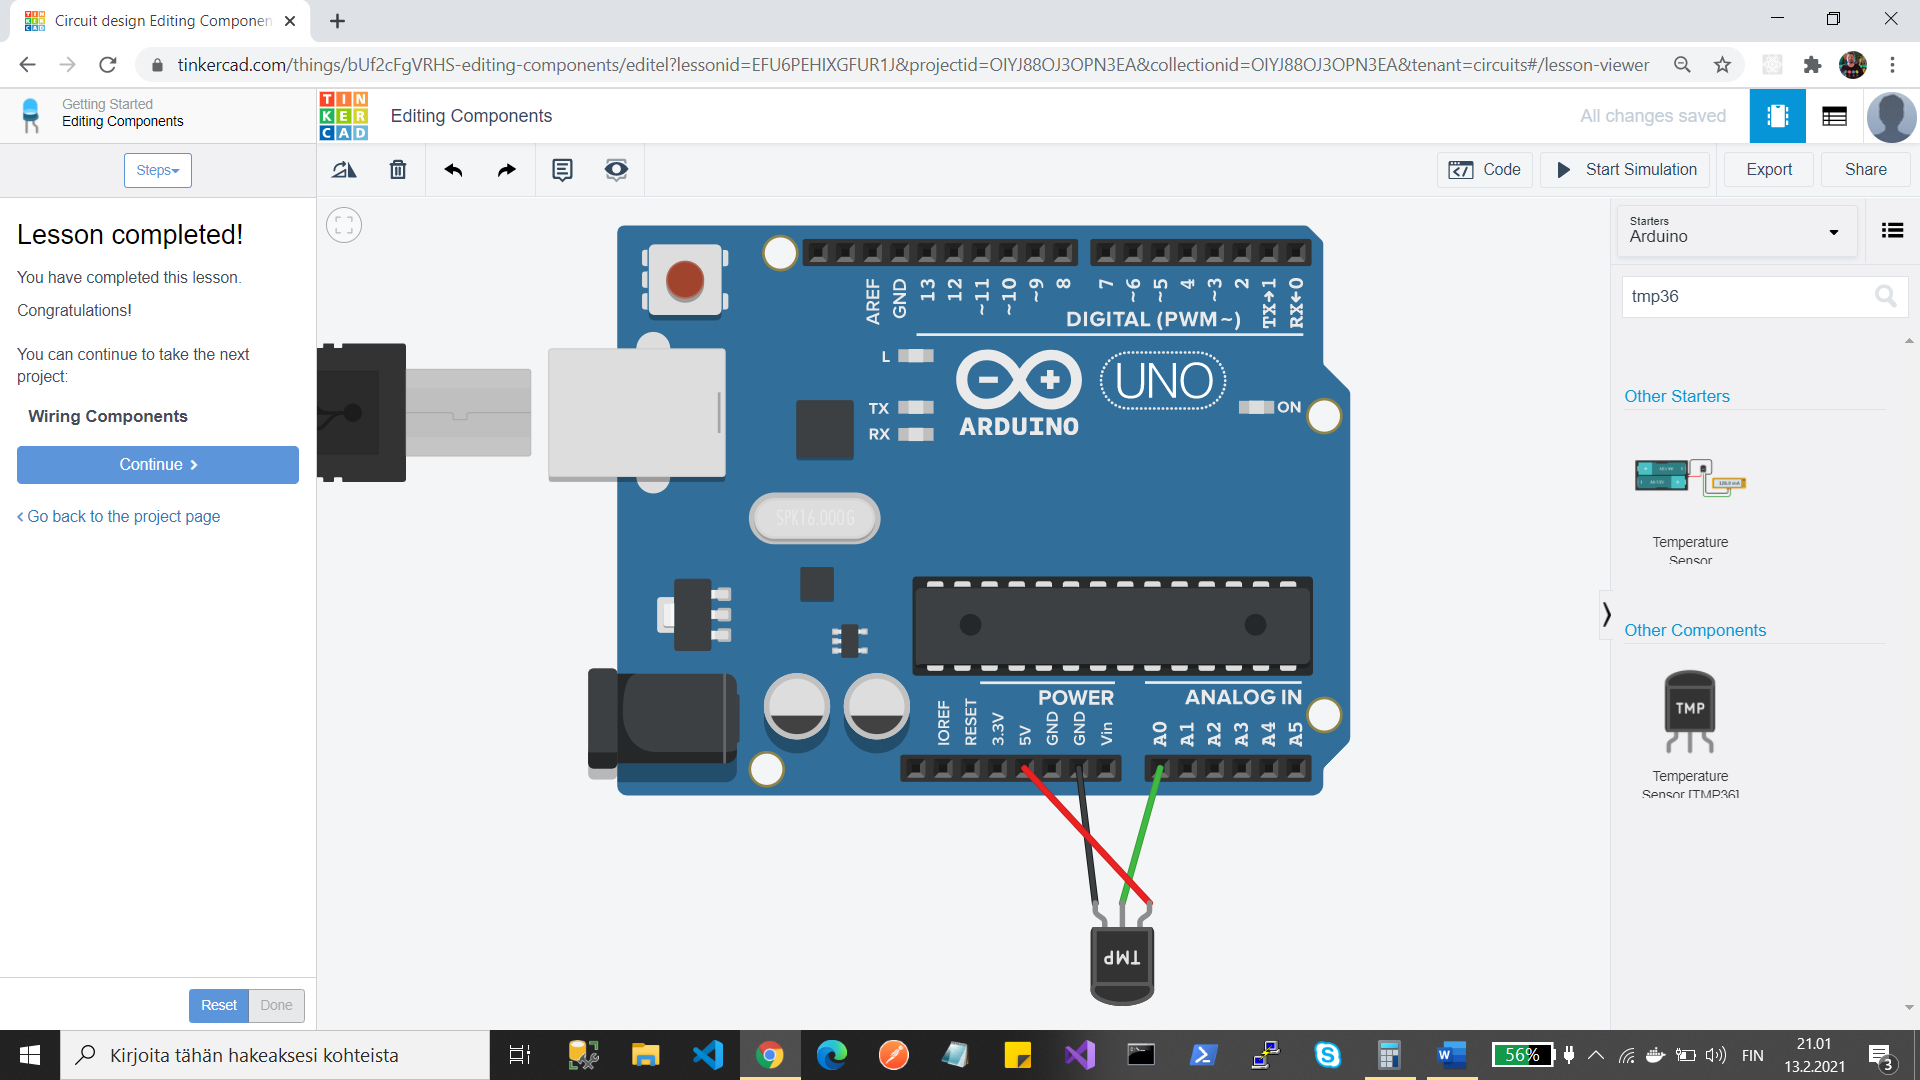 Circuit design Editing Componen
tinkercad.com/things/bUf2cFgVRHS-editing-components/editel?lessonid=EFU6PEHIXGFUR1J&projectid=OIYJ88OJ3OPN3EA&collectionid=OIYJ88OJ3OPN3EA&tenant=circuits#/lesson-viewer
Getting Started
Editing Components
TIN
KER
CAD
Editing Components
All changes saved
Steps
Code
Start Simulation
Export
Share
Lesson completed!
You have completed this lesson.
Congratulations!
You can continue to take the next
project:
Wiring Components
Continue
Go back to the project page
Reset
Done
AREF
GND
13
12
~11
~10
~9
8
7
~6
~5
4
~3
2
TX→1
RX←0
DIGITAL (PWM~)
L
TX
RX
ARDUINO
UNO
ON
SPK16.000G
POWER
ANALOG IN
IOREF
RESET
3.3V
5V
GND
GND
Vin
A0
A1
A2
A3
A4
A5
TMP
Starters
Arduino
tmp36
Other Starters
Temperature
Sensor
Other Components
TMP
Temperature
Sensor [TMP36]
Kirjoita tähän hakeaksesi kohteista
56%
FIN
21.01
13.2.2021
3